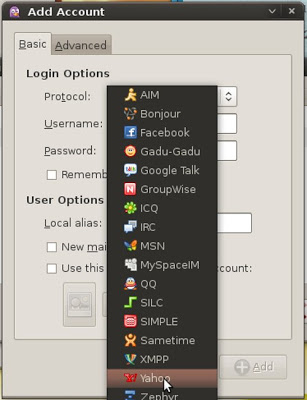 Add Account
Basic
Advanced
Login Options
Protocol:
AIM
Bonjour
Facebook
Gadu-Gadu
Google Talk
GroupWise
ICQ
IRC
MSN
MySpaceIM
QQ
SILC
SIMPLE
Sametime
XMPP
Yahoo
Zephyr
Username:
Password:
Rememb
User Options
Local alias:
New mai
Use this
count:
Add